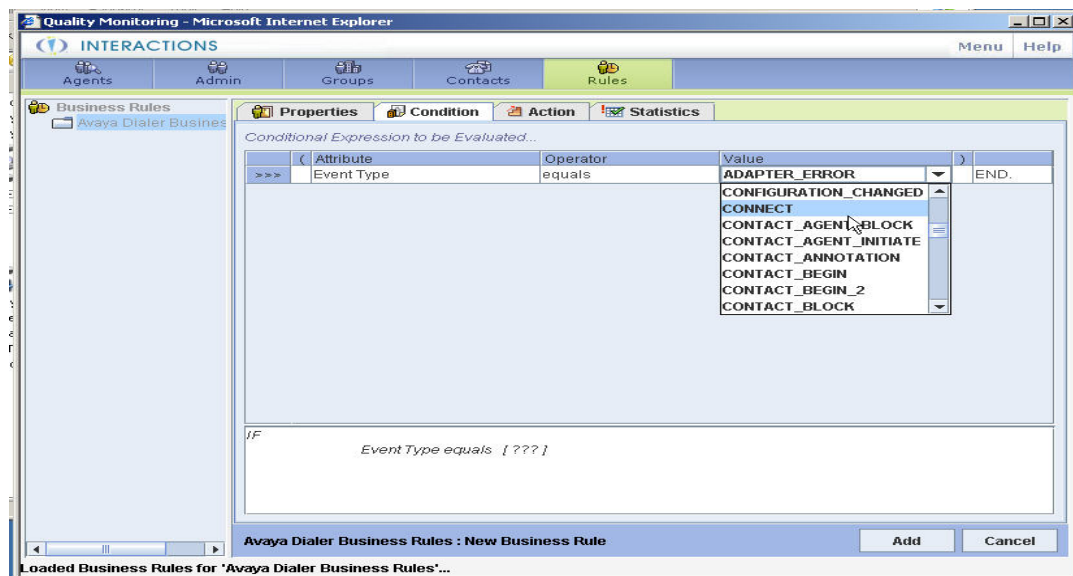 Quality Monitoring - Microsoft Internet Explorer
INTERACTIONS
Menu Help
Agents Admin Groups Contacts Rules
Business Rules
Avaya Dialer Busines
Properties Condition Action Statistics
Conditional Expression to be Evaluated...
( Attribute Operator Value )
>>> Event Type equals ADAPTER_ERROR END.
CONFIGURATION_CHANGED
CONNECT
CONTACT_AGENT_BLOCK
CONTACT_AGENT_INITIATE
CONTACT_ANNOTATION
CONTACT_BEGIN
CONTACT_BEGIN_2
CONTACT_BLOCK
IF
Event Type equals [ ??? ]
Avaya Dialer Business Rules : New Business Rule
Add Cancel
Loaded Business Rules for 'Avaya Dialer Business Rules'...